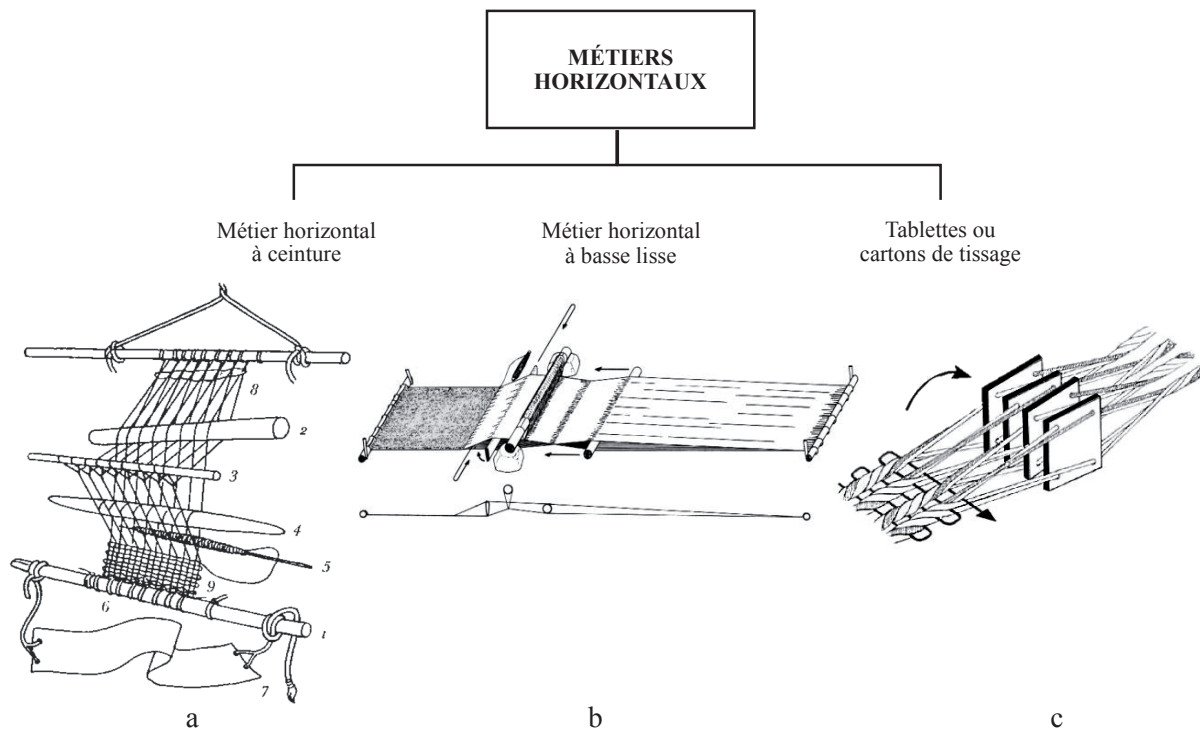 MÉTIERS
HORIZONTAUX
Métier horizontal
à ceinture
Métier horizontal
à basse lisse
Tablettes ou
cartons de tissage
8
2
3
4
5
9
6
1
7
a
b
c